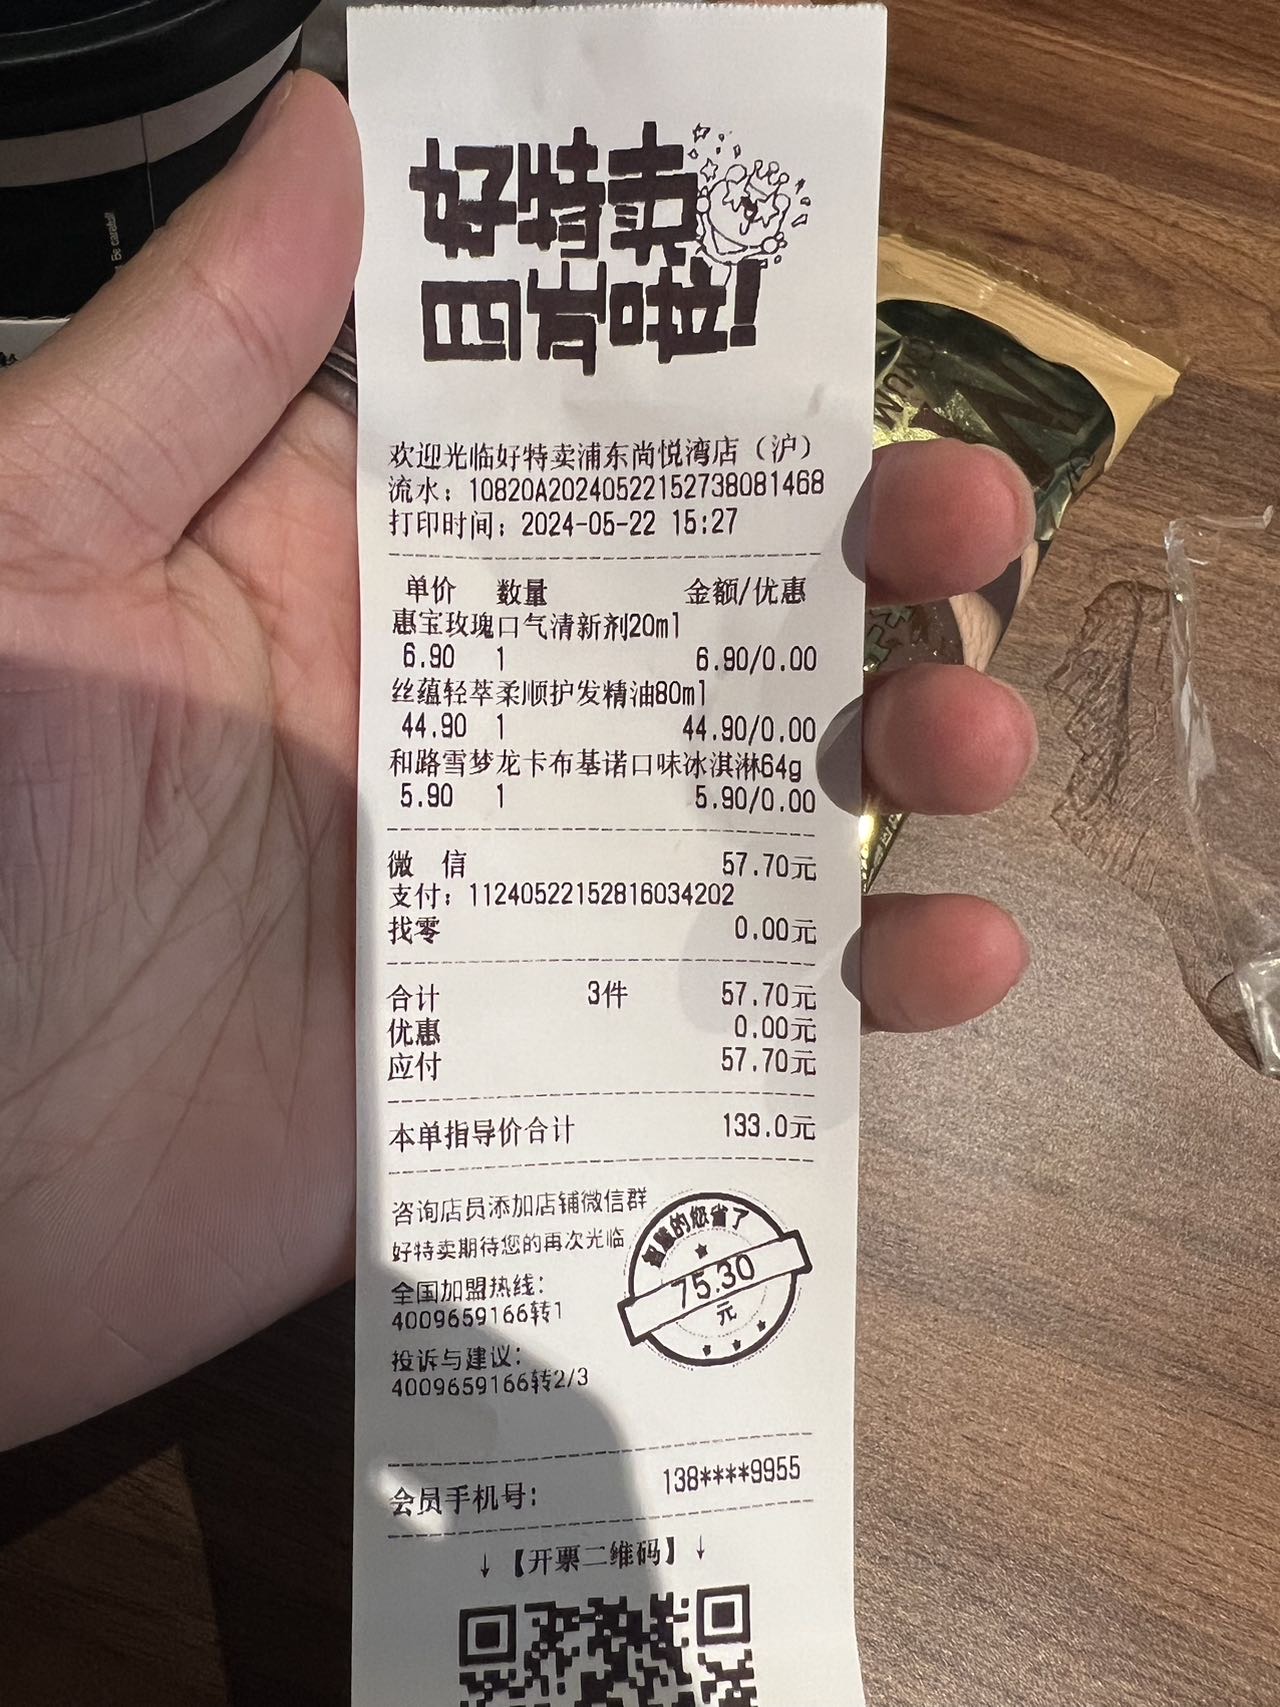 好特卖
Be careful!
欢迎光临好特卖浦东尚悦湾店（沪）
流水：10820A20240522152738081468
打印时间：2024-05-22 15:27
单价 数量 金额/优惠
惠宝玫瑰口气清新剂20ml
6.90 1 6.90/0.00
丝蕴轻萃柔顺护发精油80ml
44.90 1 44.90/0.00
和路雪梦龙卡布基诺口味冰淇淋64g
5.90 1 5.90/0.00
微 信 57.70元
支付：11240522152816034202
找零 0.00元
合计 3件 57.70元
优惠 0.00元
应付 57.70元
本单指导价合计 133.0元
咨询店员添加店铺微信群
好特卖期待您的再次光临
全国加盟热线：
4009659166转1
投诉与建议：
4009659166转2/3
智慧的您省了
75.30
元
会员手机号： 138****9955
↓【开票二维码】↓